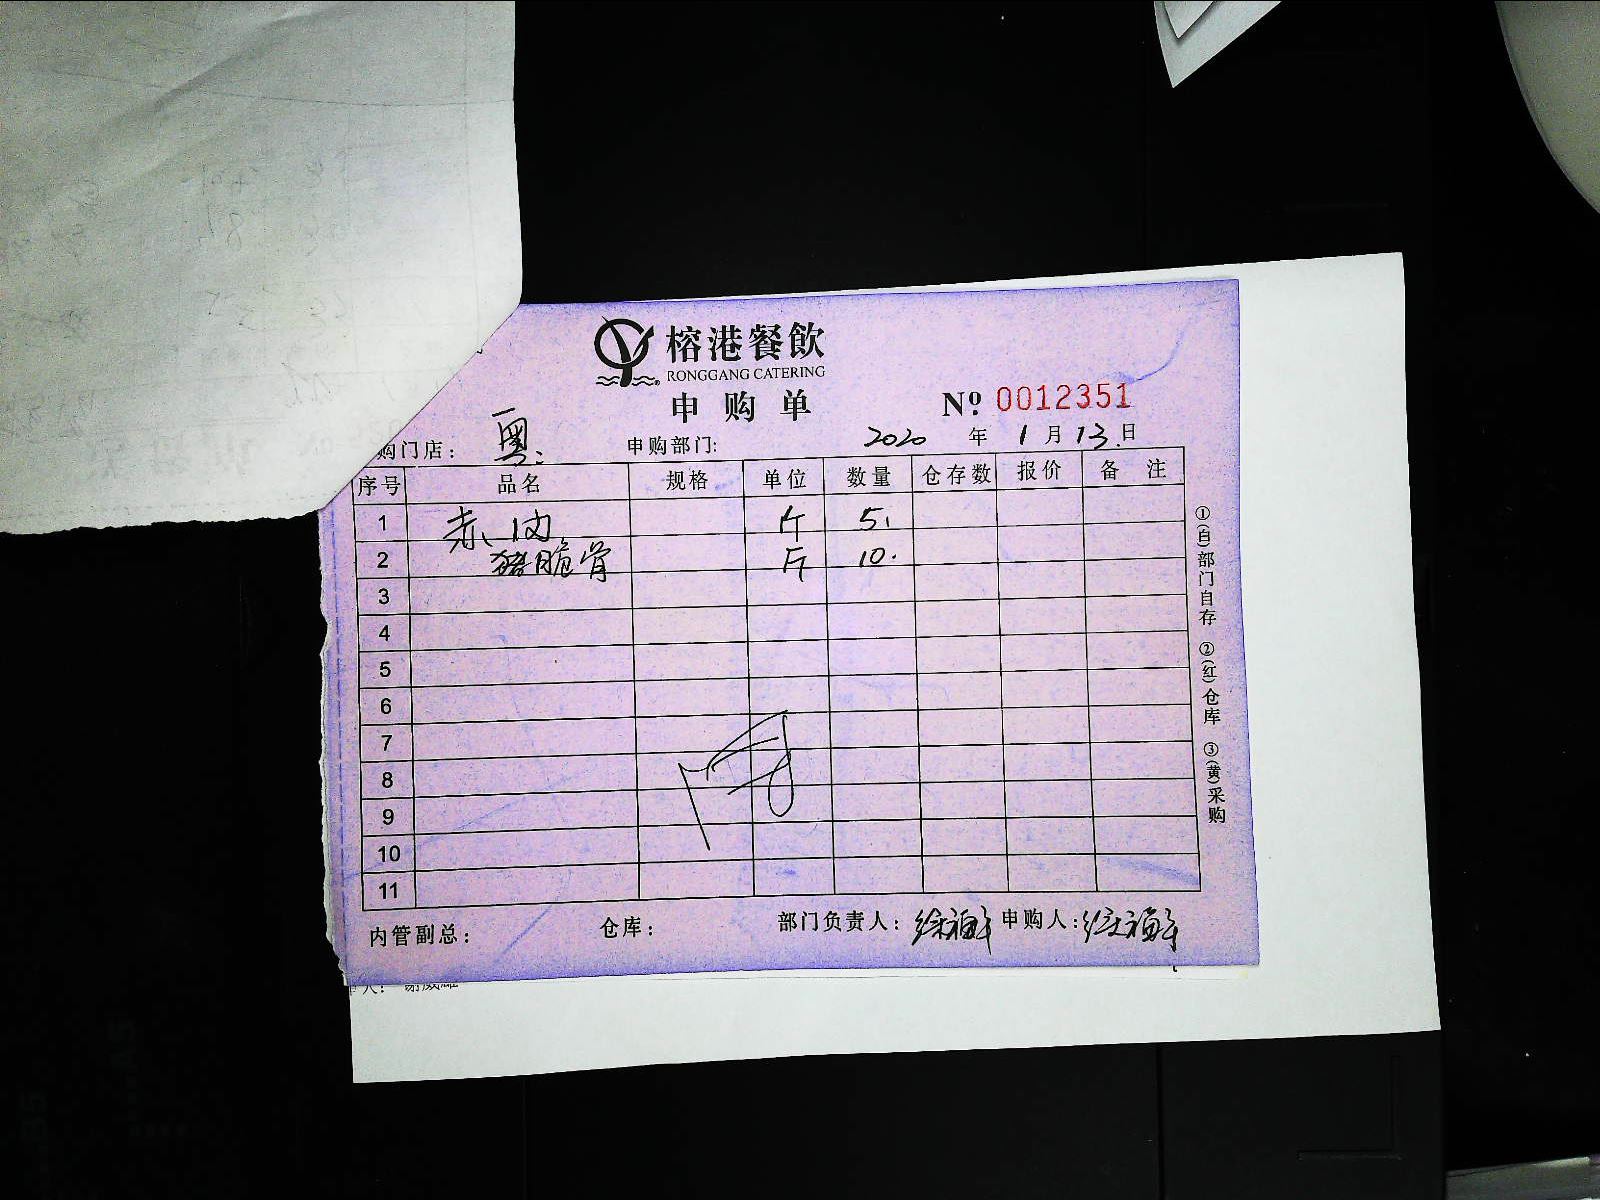 榕港餐飲
RONGGANG CATERING
申购单
Nº 0012351
购门店： 粤 申购部门： 2020 年 1 月 13 日
序号 品名 规格 单位 数量 仓存数 报价 备注
1 赤肉 斤 5
2 猪脆骨 斤 10
3
4
5
6
7
8
9
10
11
①(白)部门自存 ②(红)仓库 ③(黄)采购
内管副总： 仓库： 部门负责人： 申购人：